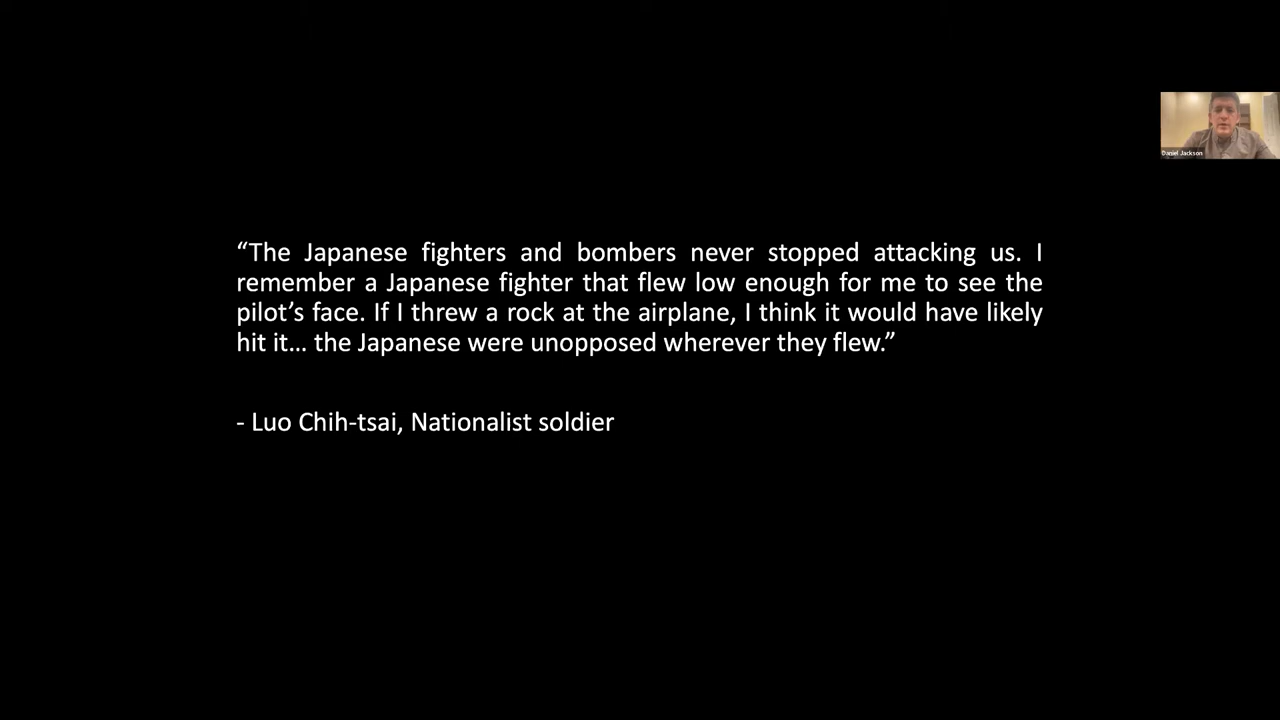 “The Japanese fighters and bombers never stopped attacking us. I
remember a Japanese fighter that flew low enough for me to see the
pilot’s face. If I threw a rock at the airplane, I think it would have likely
hit it… the Japanese were unopposed wherever they flew.”
- Luo Chih-tsai, Nationalist soldier
Daniel Jackson